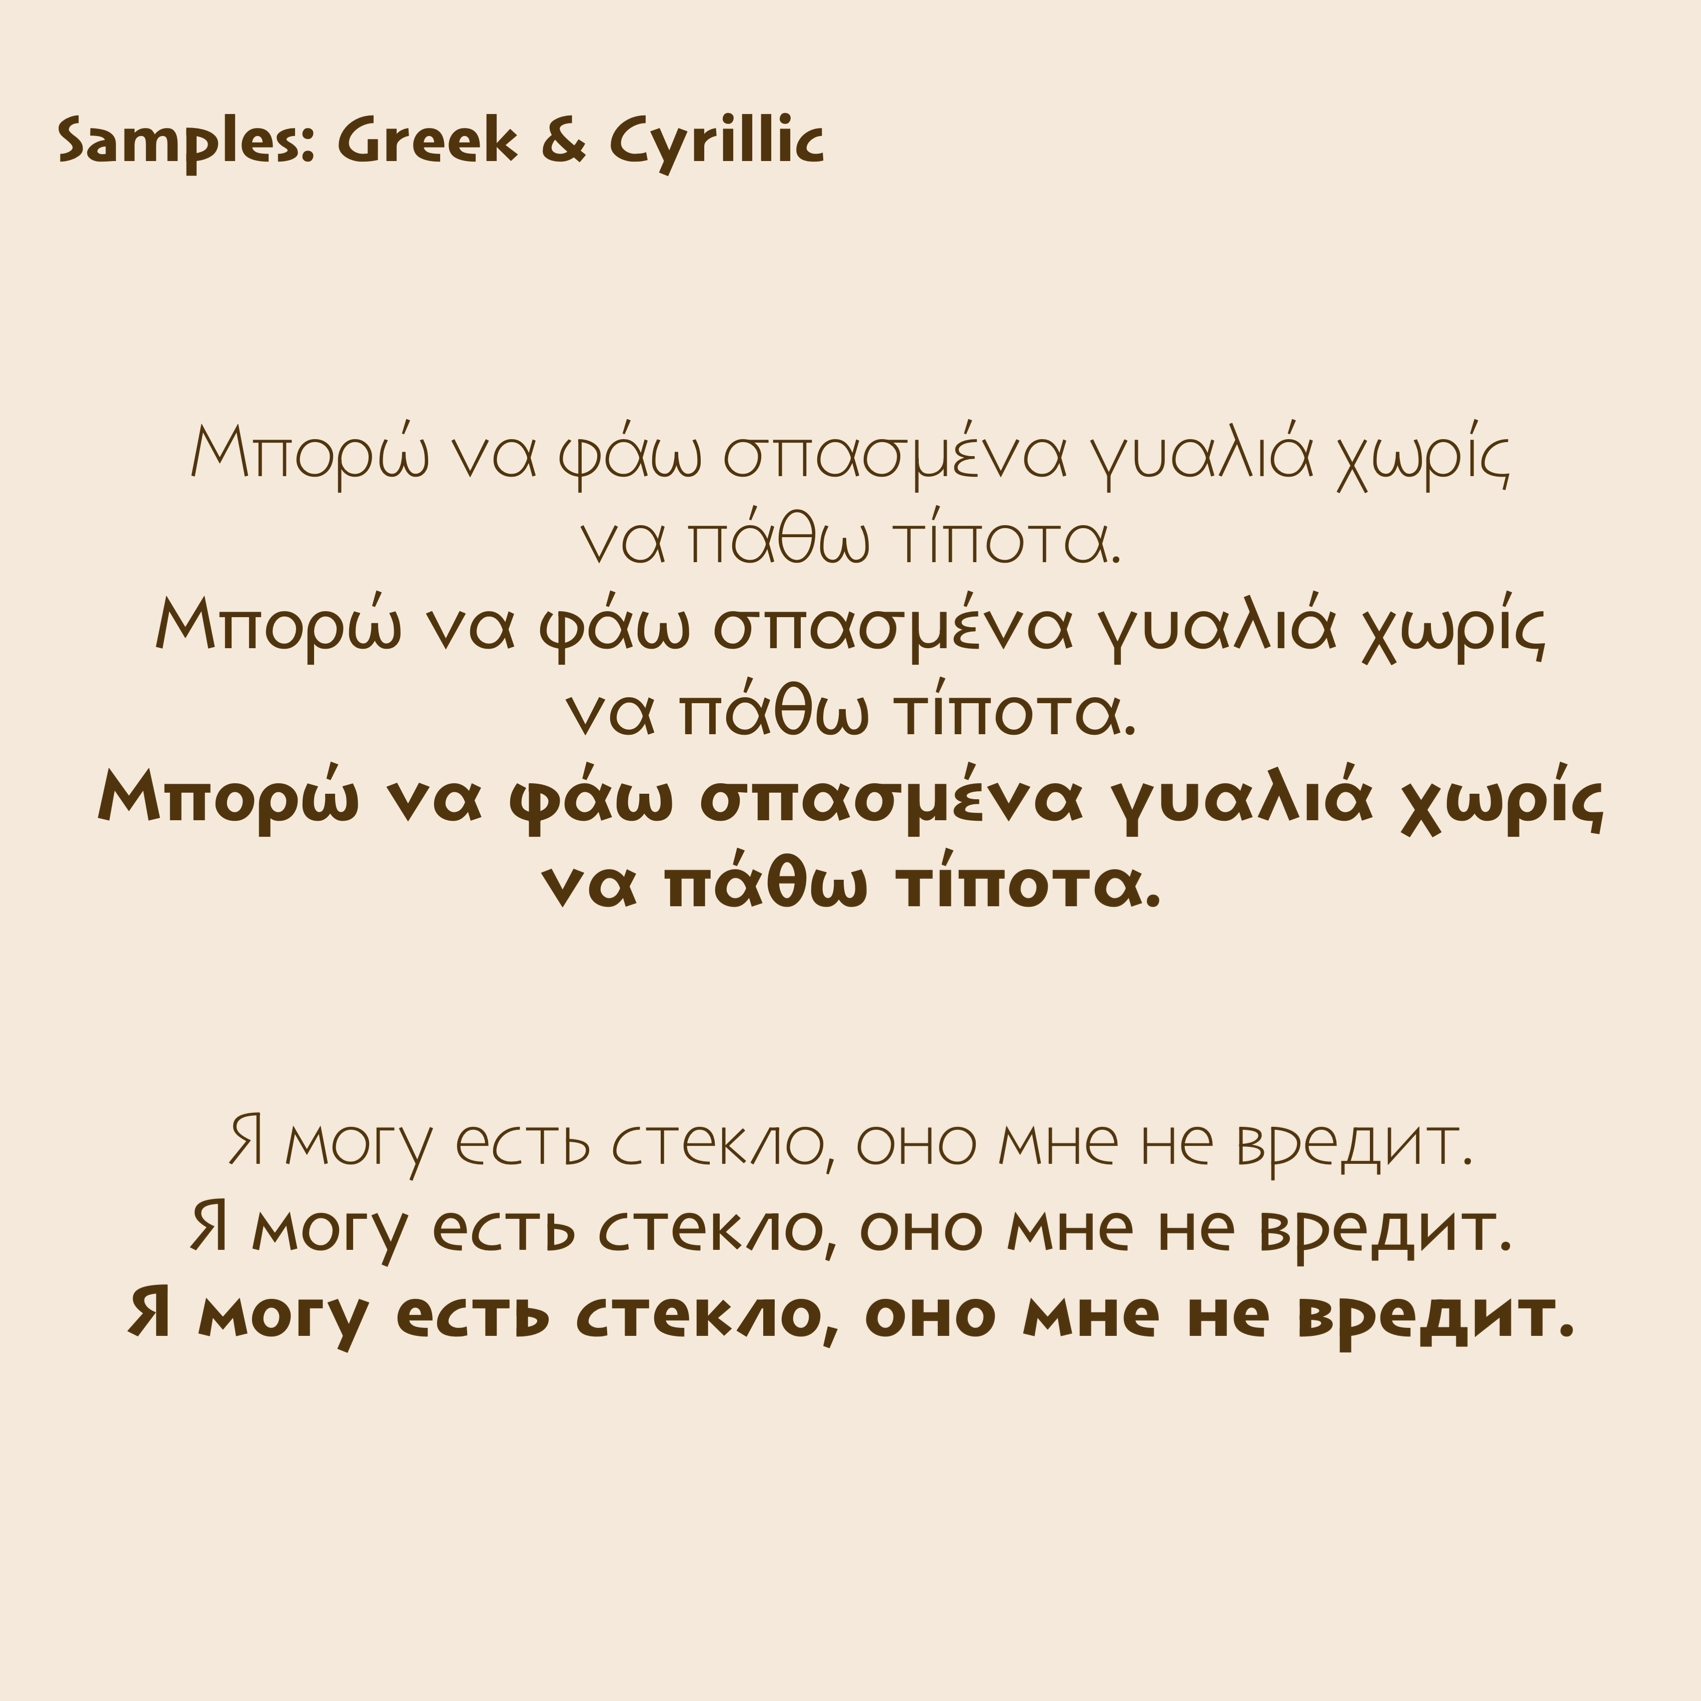 Samples: Greek & Cyrillic
Μπορώ να φάω σπασμένα γυαλιά χωρίς
να πάθω τίποτα.
Μπορώ να φάω σπασμένα γυαλιά χωρίς
να πάθω τίποτα.
Μπορώ να φάω σπασμένα γυαλιά χωρίς
να πάθω τίποτα.
Я могу есть стекло, оно мне не вредит.
Я могу есть стекло, оно мне не вредит.
Я могу есть стекло, оно мне не вредит.